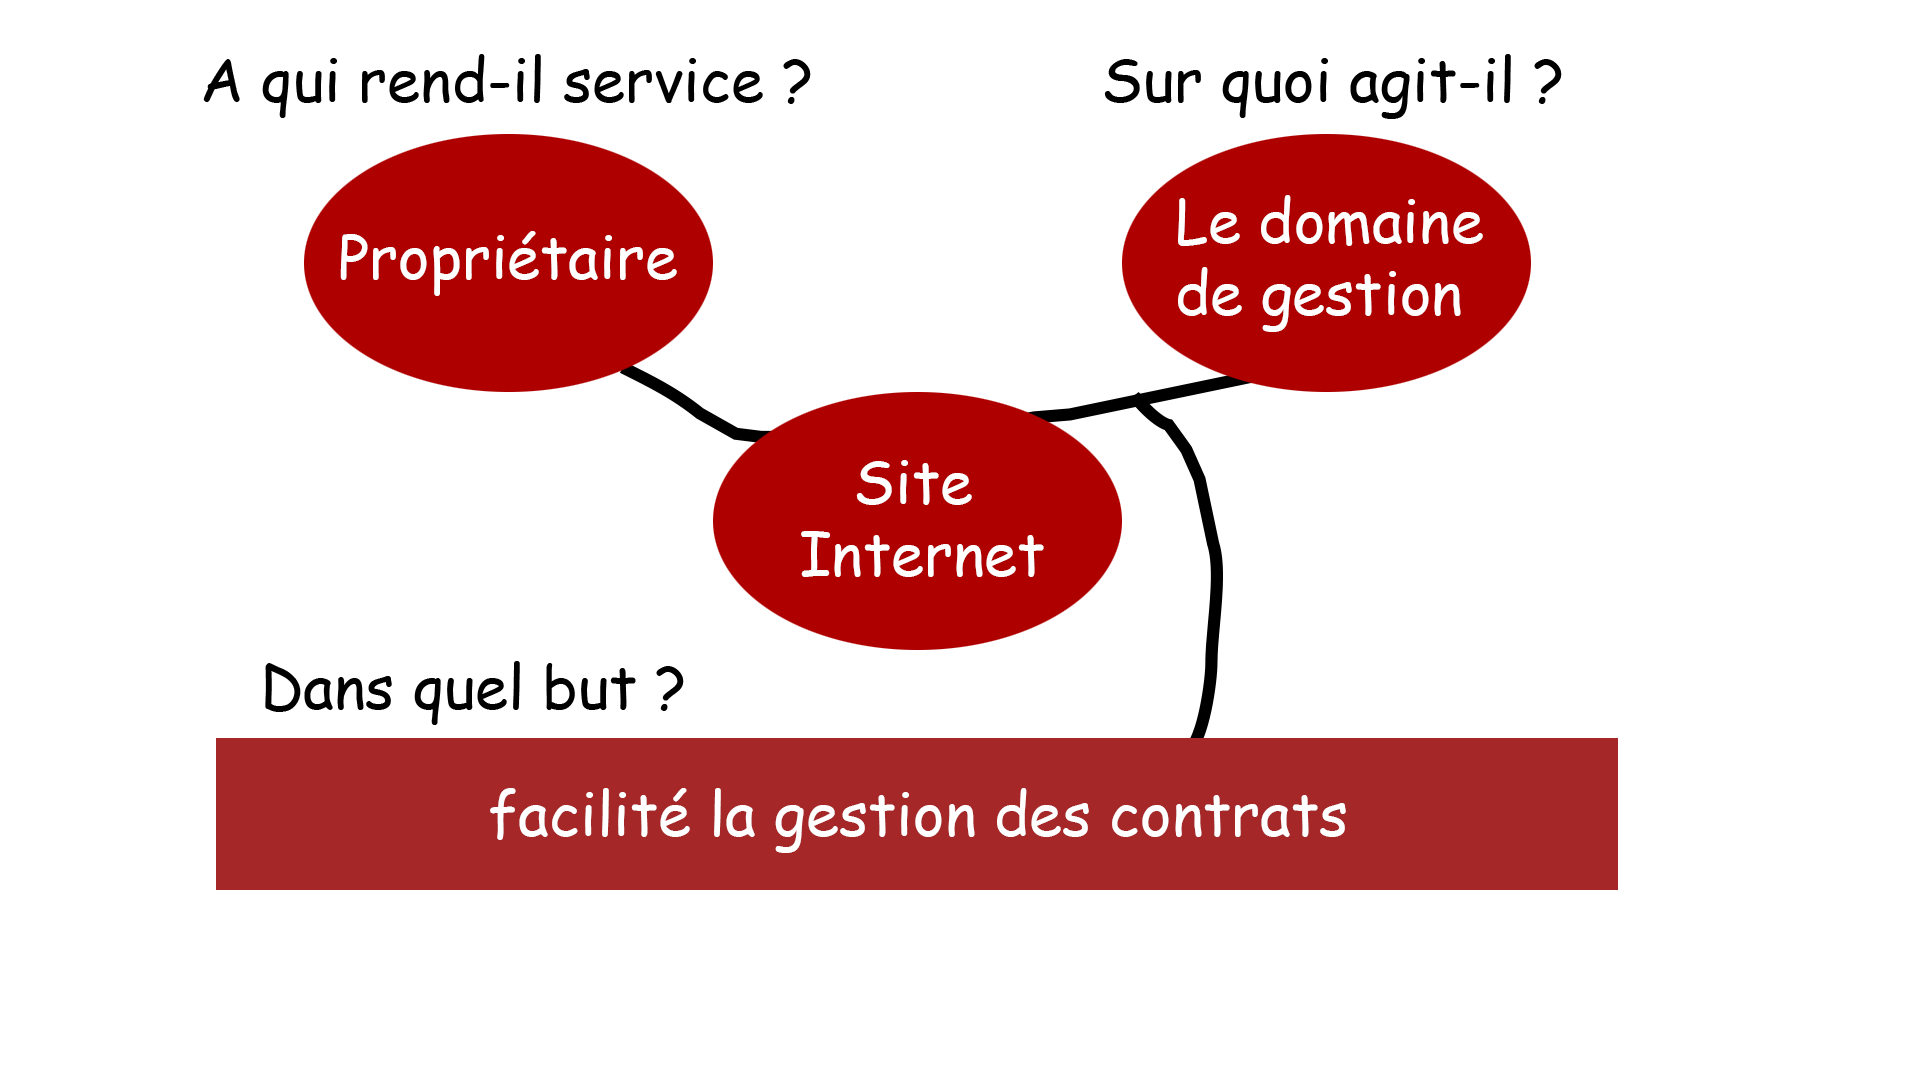 A qui rend-il service ?
Sur quoi agit-il ?
Propriétaire
Le domaine
de gestion
Site
Internet
Dans quel but ?
facilité la gestion des contrats